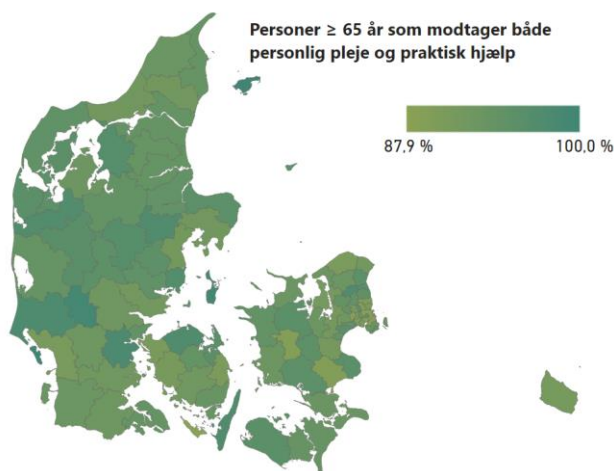 Personer ≥ 65 år som modtager både
personlig pleje og praktisk hjælp
87,9 % 100,0 %